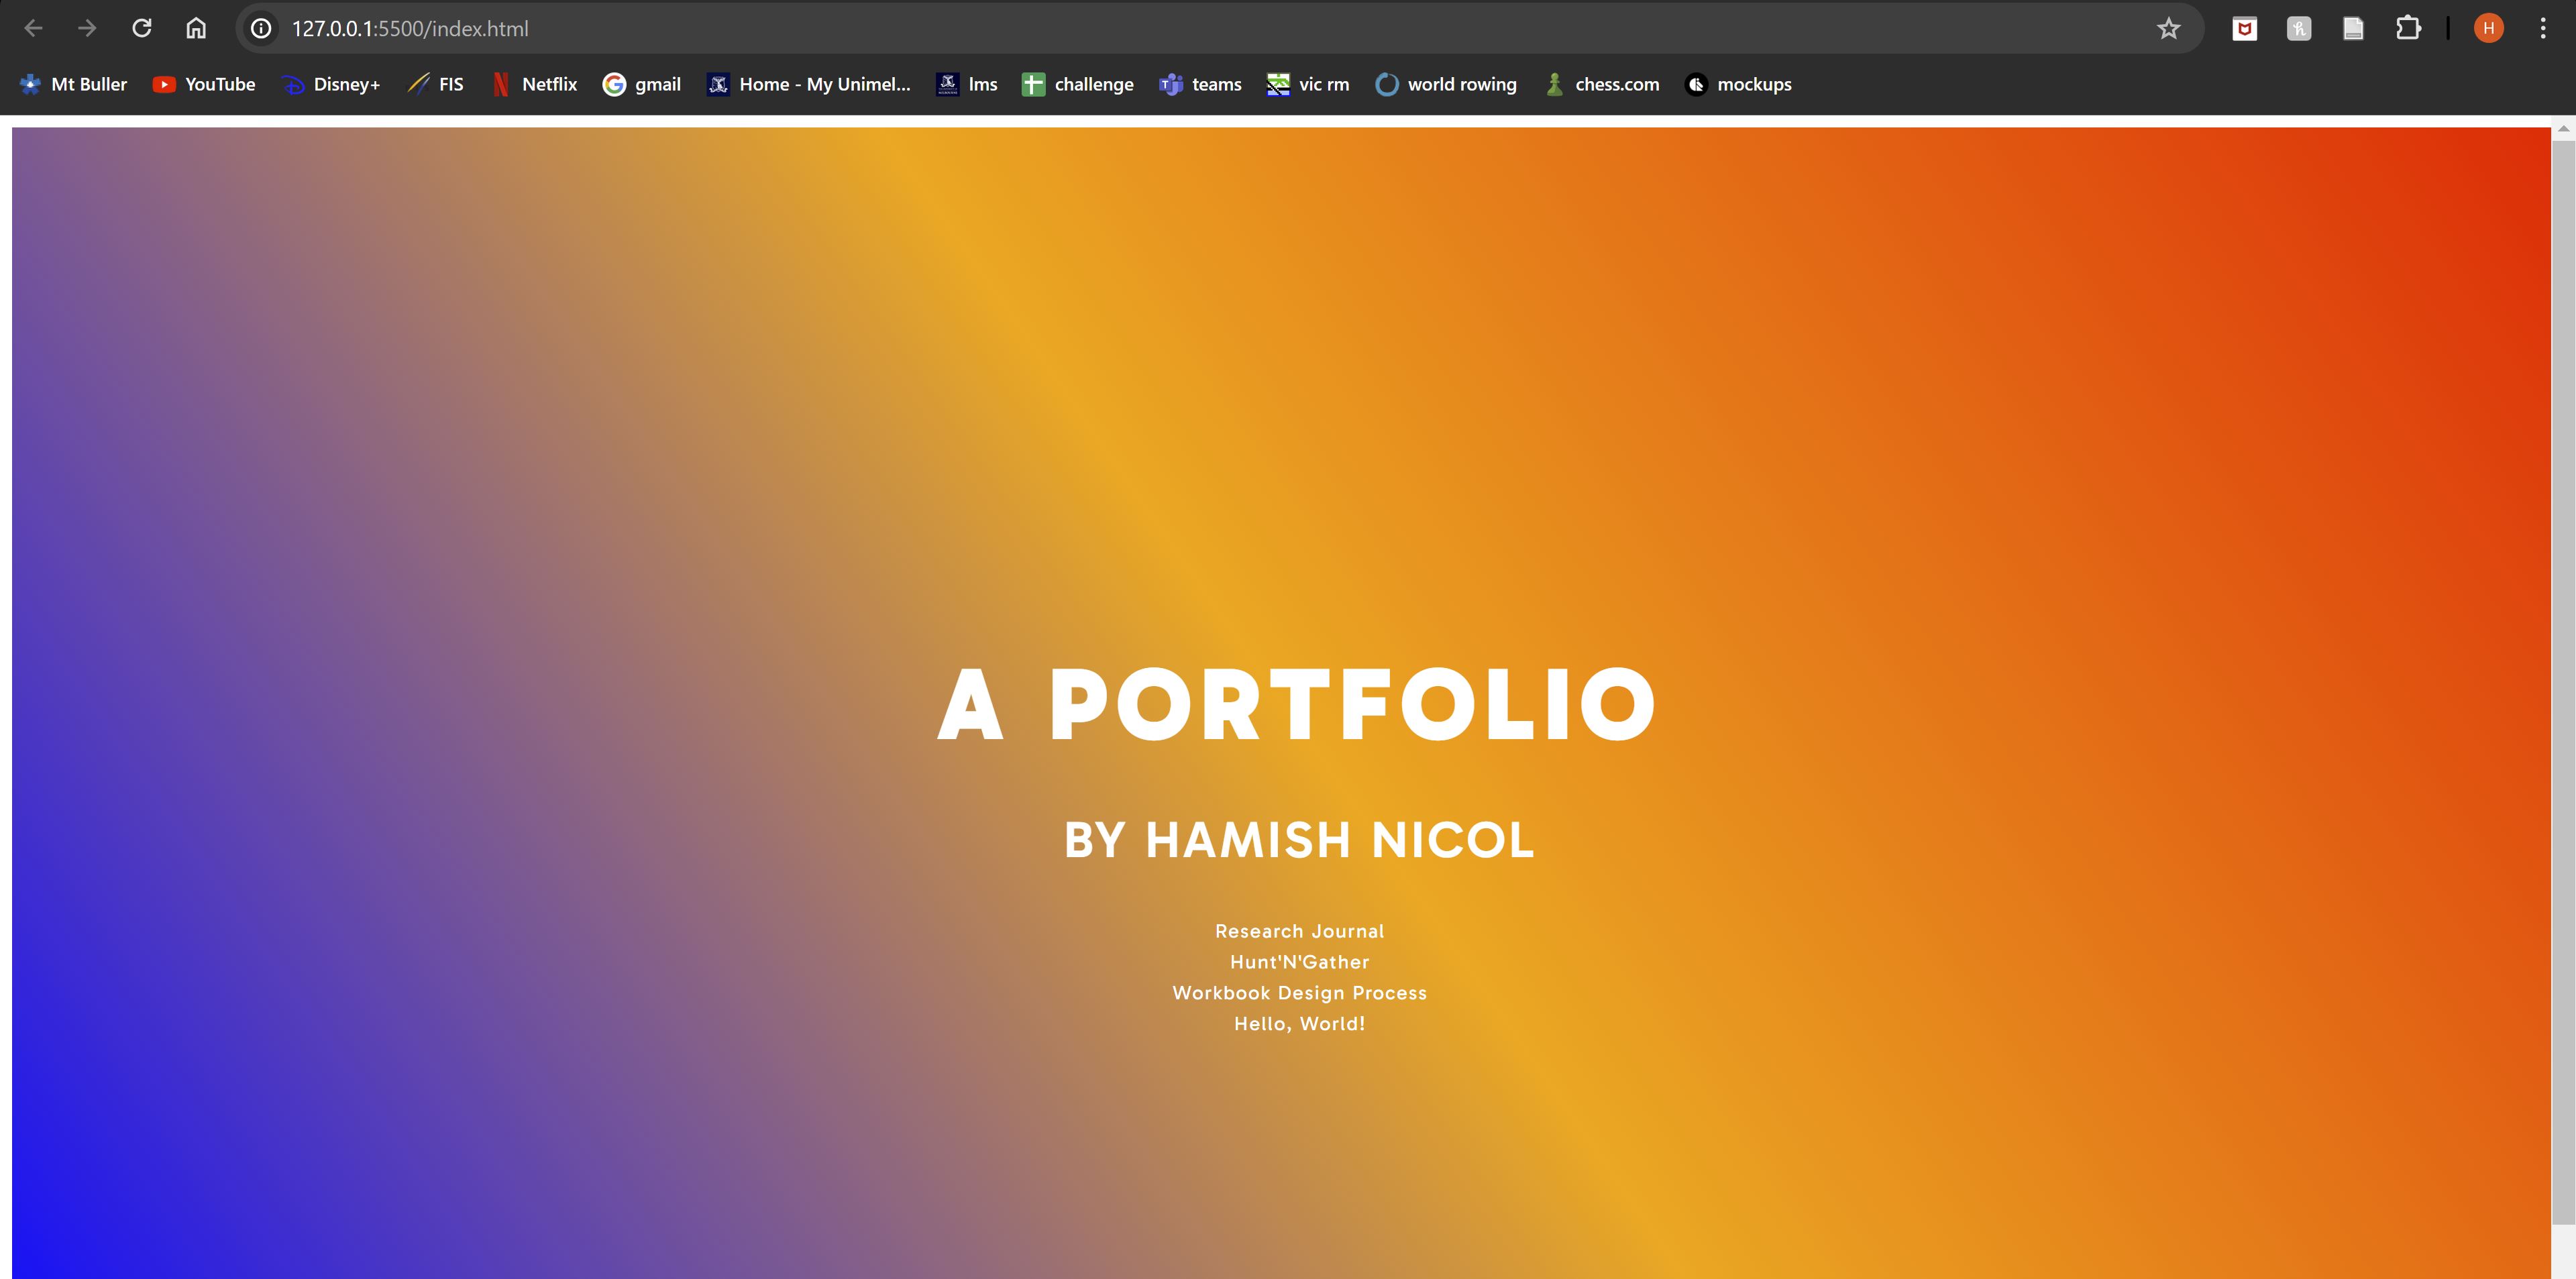 127.0.0.1:5500/index.html
H
Mt Buller YouTube Disney+ FIS Netflix gmail Home - My Unimel... lms challenge teams vic rm world rowing chess.com mockups
A PORTFOLIO
BY HAMISH NICOL
Research Journal
Hunt'N'Gather
Workbook Design Process
Hello, World!